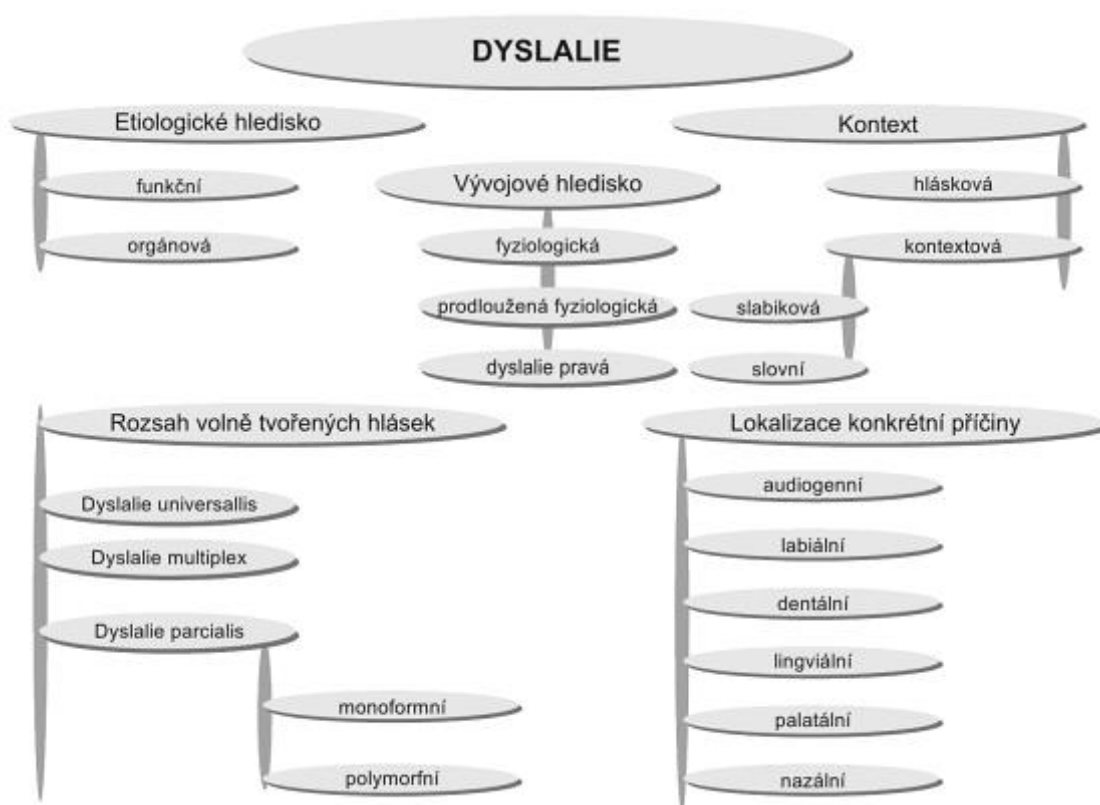 DYSLALIE
Etiologické hledisko
funkční
orgánová
Vývojové hledisko
fyziologická
prodloužená fyziologická
dyslalie pravá
Kontext
hlásková
kontextová
slabiková
slovní
Rozsah volně tvořených hlásek
Dyslalie universallis
Dyslalie multiplex
Dyslalie parcialis
monoformní
polymorfní
Lokalizace konkrétní příčiny
audiogenní
labiální
dentální
lingviální
palatální
nazální